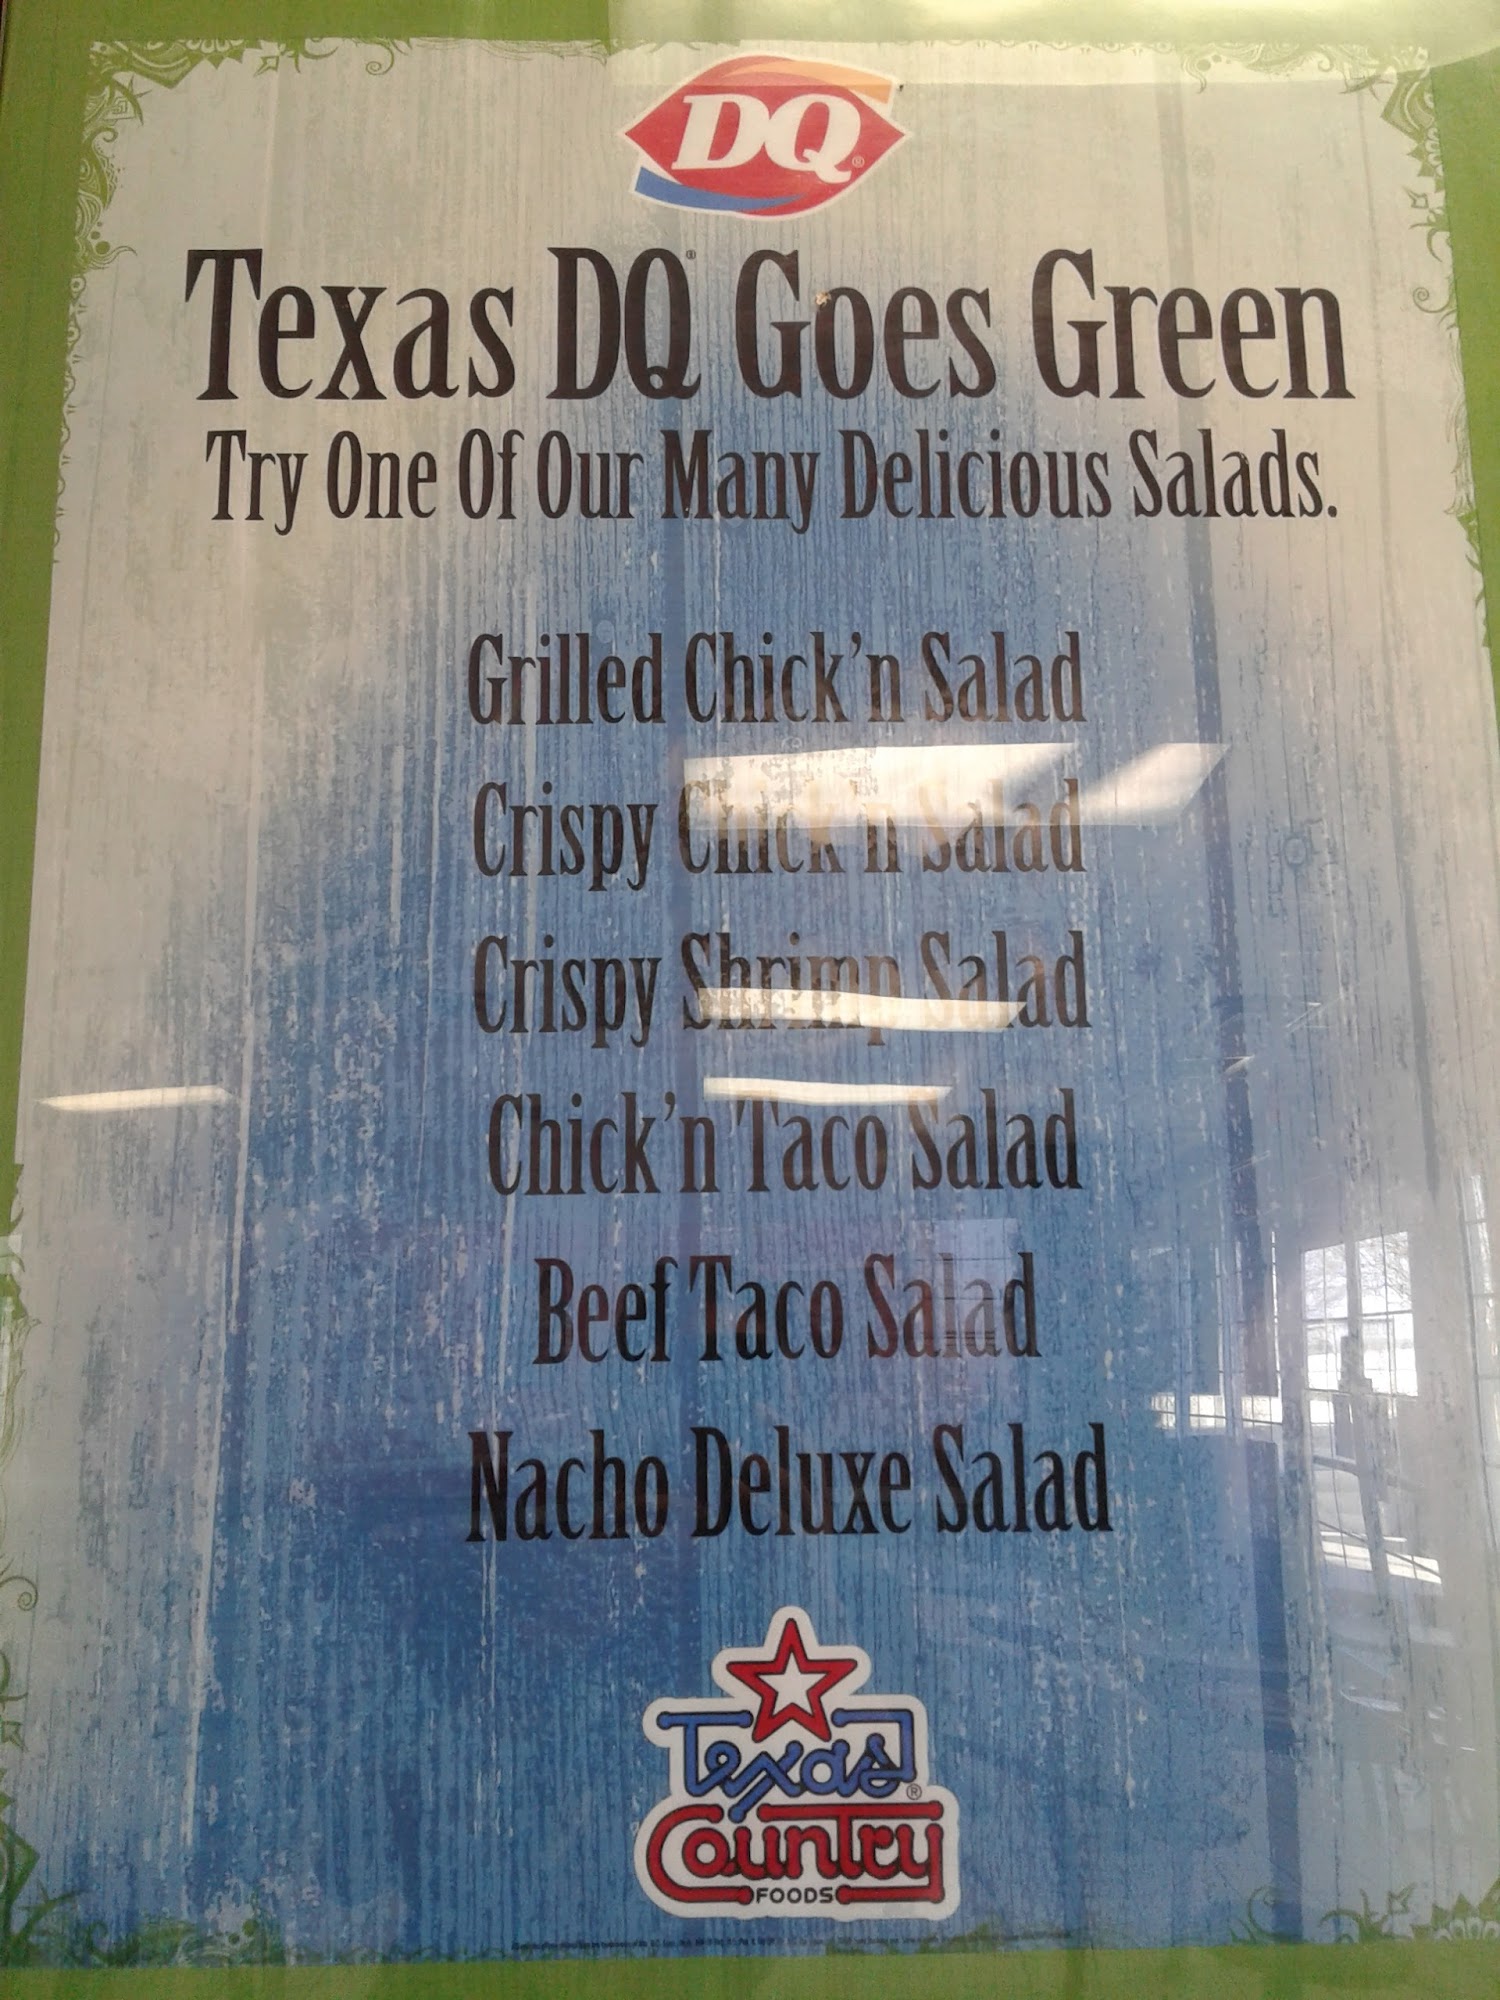 DQ®
Texas DQ® Goes Green
Try One Of Our Many Delicious Salads.
Grilled Chick'n Salad
Crispy Chick'n Salad
Crispy Shrimp Salad
Chick'n Taco Salad
Beef Taco Salad
Nacho Deluxe Salad
Texas®
Country
FOODS